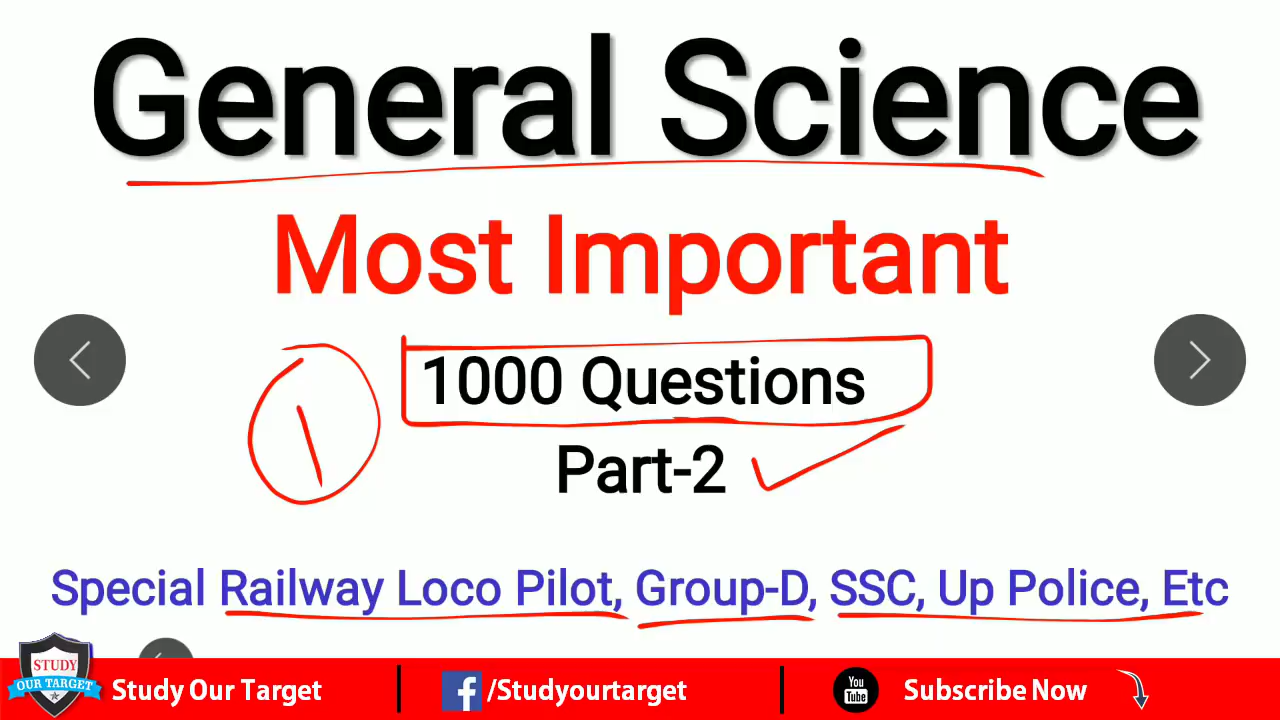 General Science
Most Important
1
1000 Questions
Part-2
Special Railway Loco Pilot, Group-D, SSC, Up Police, Etc
STUDY
OUR TARGET
Study Our Target
/Studyourtarget
You
Tube
Subscribe Now